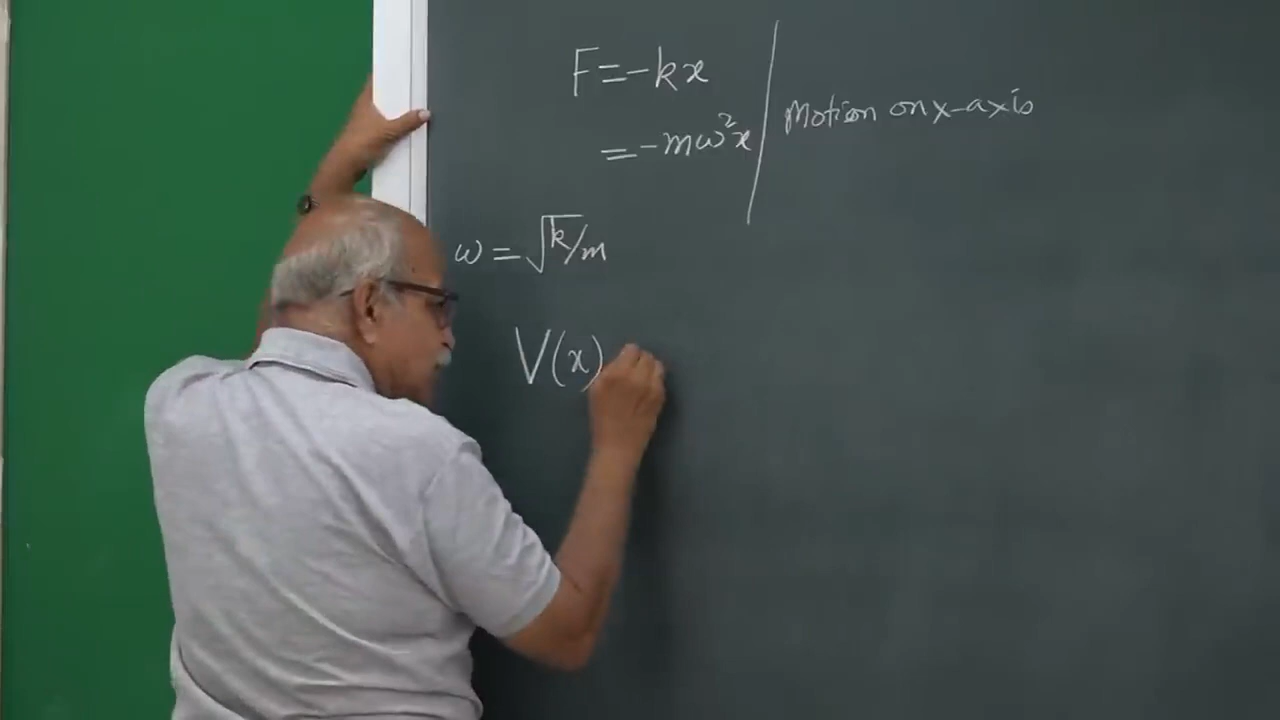 F=-kx
=-mω²x
Motion on x-axis
ω=√k/m
V(x)